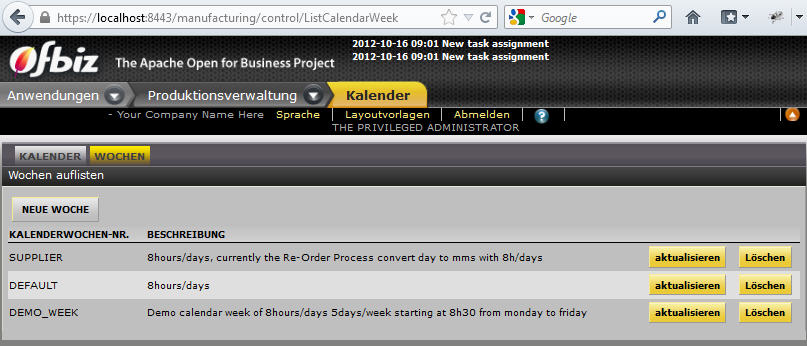 https://localhost:8443/manufacturing/control/ListCalendarWeek
Google
Ofbiz The Apache Open for Business Project
2012-10-16 09:01 New task assignment
2012-10-16 09:01 New task assignment
Anwendungen Produktionsverwaltung Kalender
- Your Company Name Here Sprache Layoutvorlagen Abmelden ?
THE PRIVILEGED ADMINISTRATOR
KALENDER WOCHEN
Wochen auflisten
NEUE WOCHE
KALENDERWOCHEN-NR. BESCHREIBUNG
SUPPLIER 8hours/days, currently the Re-Order Process convert day to mms with 8h/days aktualisieren Löschen
DEFAULT 8hours/days aktualisieren Löschen
DEMO_WEEK Demo calendar week of 8hours/days 5days/week starting at 8h30 from monday to friday aktualisieren Löschen